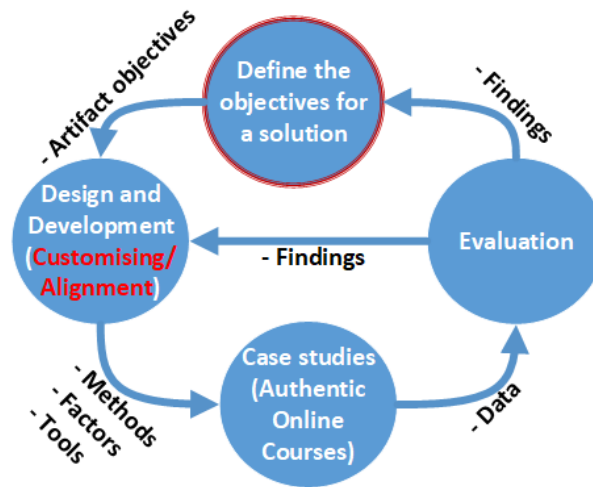 - Artifact objectives
Define the
objectives for
a solution
- Findings
Design and
Development
(Customising/
Alignment)
- Findings
Evaluation
- Methods
- Factors
- Tools
Case studies
(Authentic
Online
Courses)
- Data